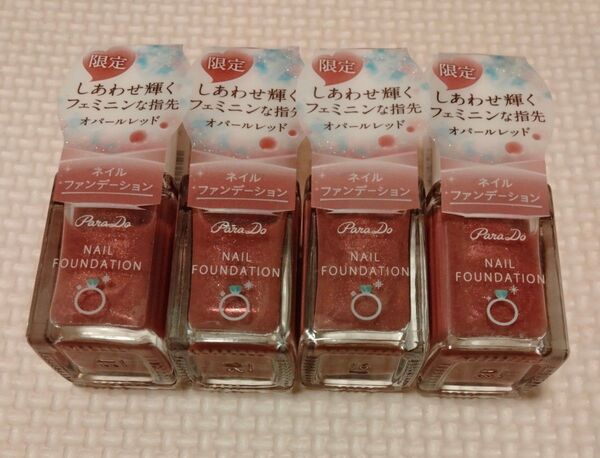 限定
しあわせ輝く
フェミニンな指先
オパールレッド
ネイル
ファンデーション
Para Do
NAIL
FOUNDATION
限定
しあわせ輝く
フェミニンな指先
オパールレッド
ネイル
ファンデーション
Para Do
NAIL
FOUNDATION
限定
しあわせ輝く
フェミニンな指先
オパールレッド
ネイル
ファンデーション
Para Do
NAIL
FOUNDATION
限定
しあわせ輝く
フェミニンな指先
オパールレッド
ネイル
ファンデーション
Para Do
NAIL
FOUNDATION